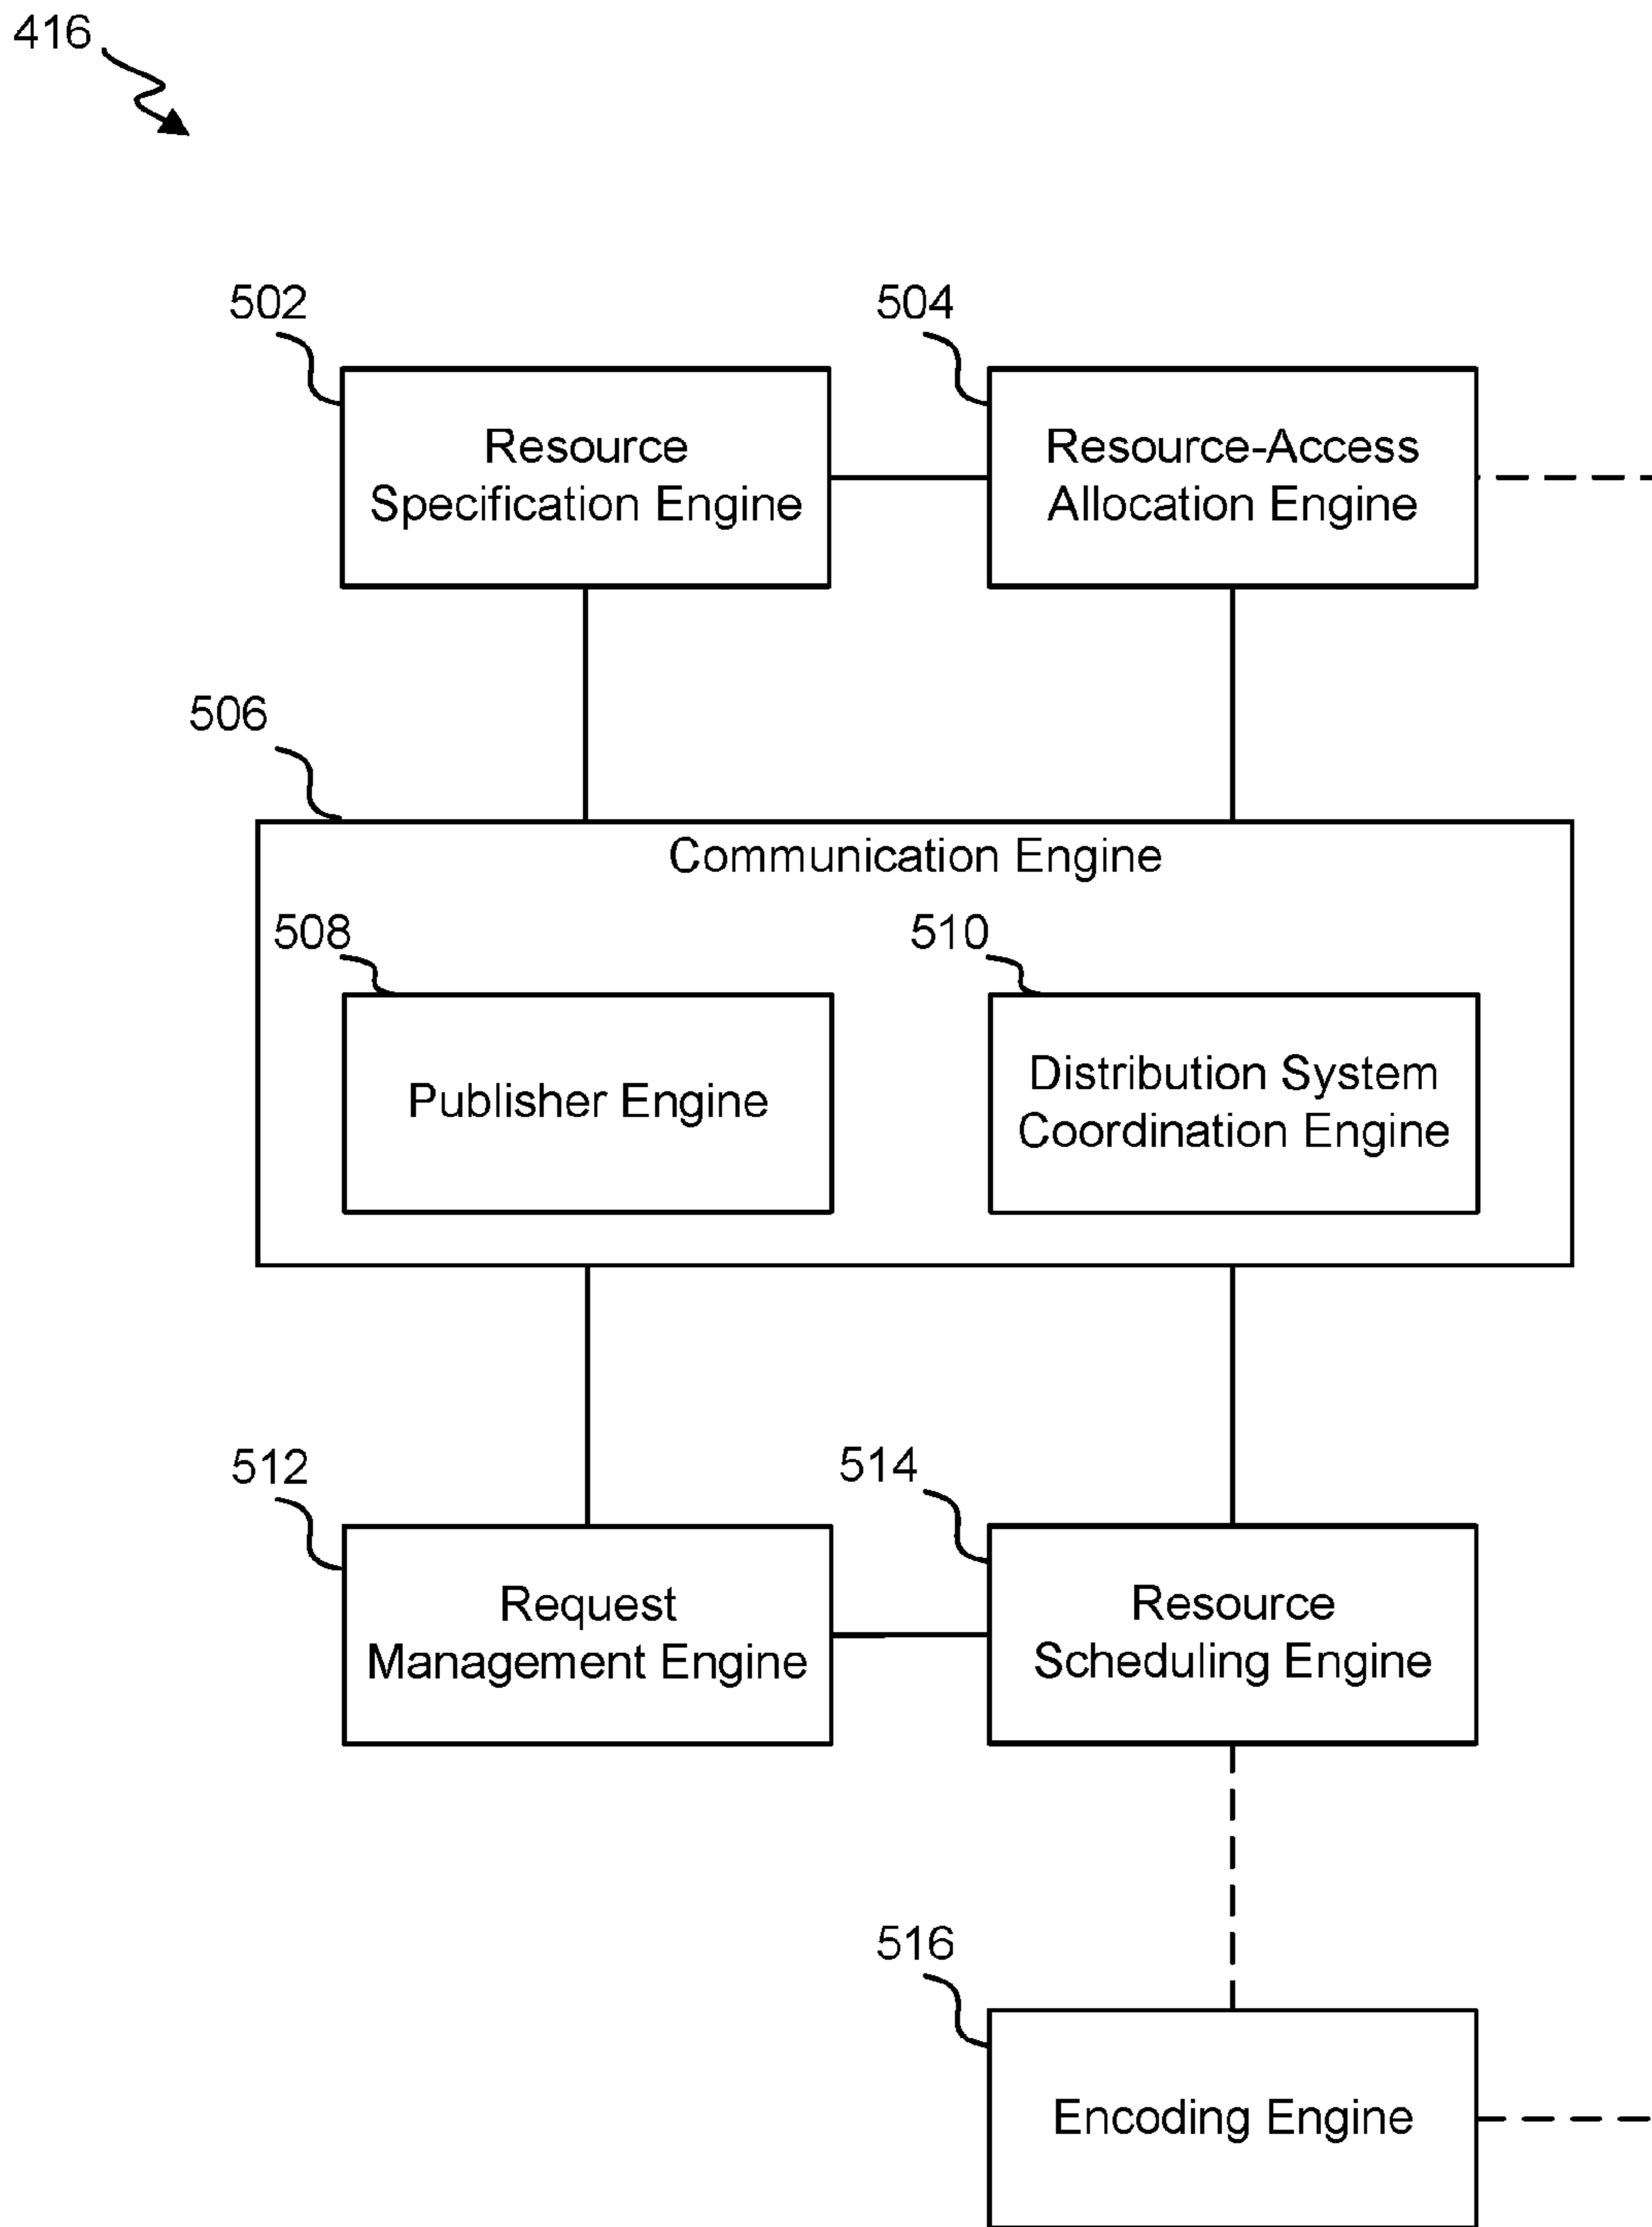 416
502
504
Resource
Specification Engine
Resource-Access
Allocation Engine
506
Communication Engine
508
510
Publisher Engine
Distribution System
Coordination Engine
512
514
Request
Management Engine
Resource
Scheduling Engine
516
Encoding Engine